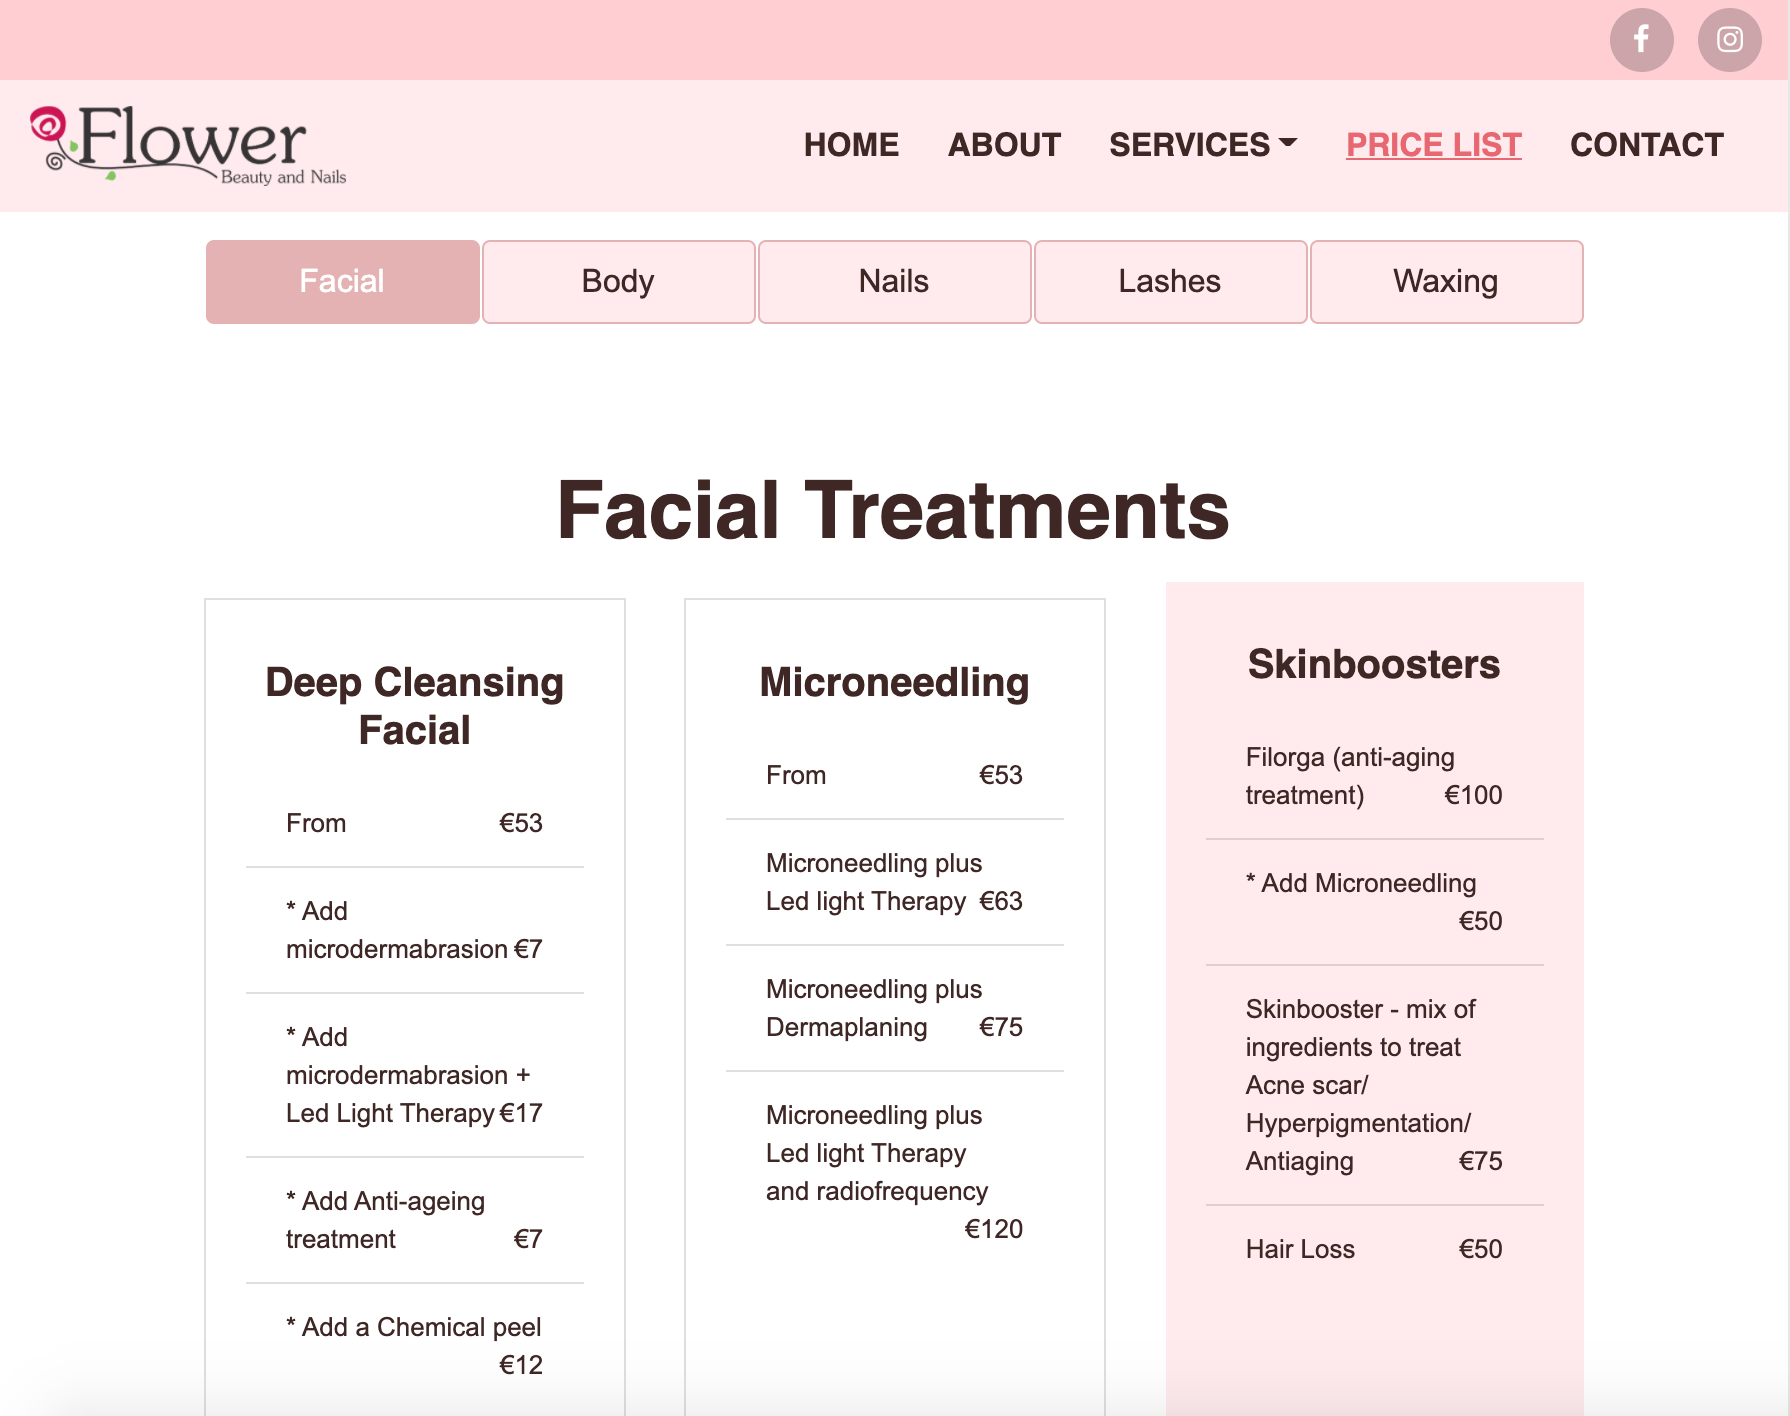 Flower
Beauty and Nails
HOME ABOUT SERVICES PRICE LIST CONTACT
Facial Body Nails Lashes Waxing
Facial Treatments
Deep Cleansing
Facial
From €53
* Add
microdermabrasion €7
* Add
microdermabrasion +
Led Light Therapy €17
* Add Anti-ageing
treatment €7
* Add a Chemical peel
€12
Microneedling
From €53
Microneedling plus
Led light Therapy €63
Microneedling plus
Dermaplaning €75
Microneedling plus
Led light Therapy
and radiofrequency
€120
Skinboosters
Filorga (anti-aging
treatment) €100
* Add Microneedling
€50
Skinbooster - mix of
ingredients to treat
Acne scar/
Hyperpigmentation/
Antiaging €75
Hair Loss €50